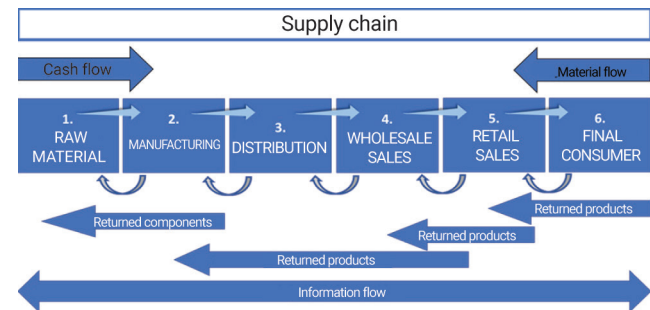 Supply chain
Cash flow
.Material flow
1.
RAW
MATERIAL
2.
MANUFACTURING
3.
DISTRIBUTION
4.
WHOLESALE
SALES
5.
RETAIL
SALES
6.
FINAL
CONSUMER
Returned products
Returned components
Returned products
Returned products
Information flow